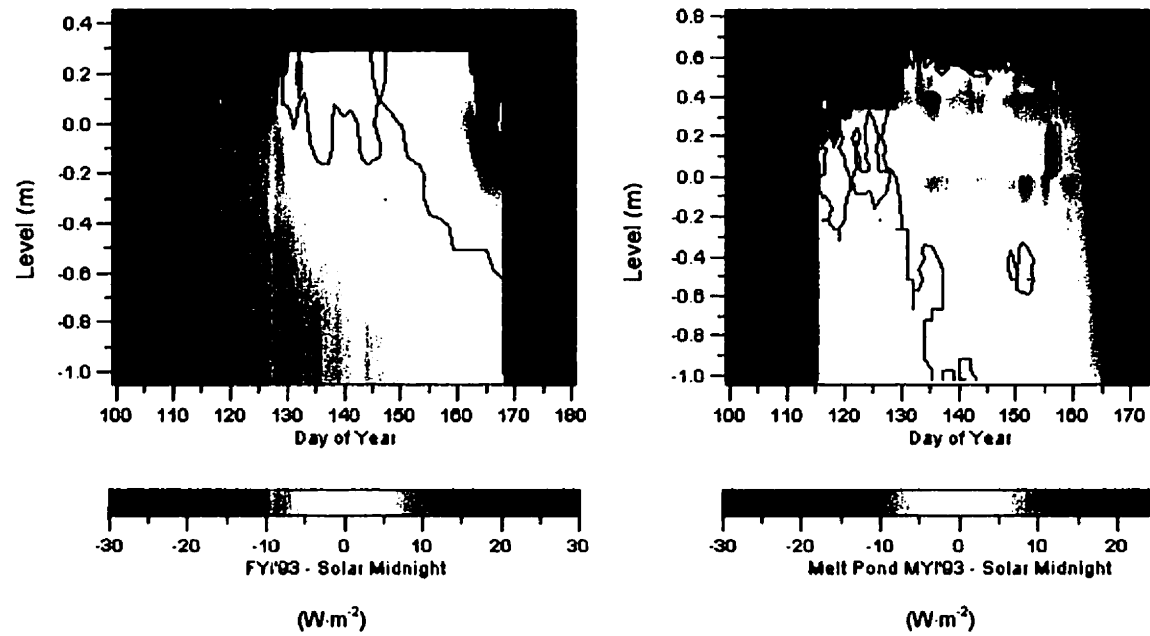 0.4
0.2
0.0
-0.2
-0.4
-0.6
-0.8
-1.0
Level (m)
100 110 120 130 140 150 160 170 180
Day of Year
-30 -20 -10 0 10 20 30
FYI'93 - Solar Midnight
(W·m-2)
0.8
0.6
0.4
0.2
0.0
-0.2
-0.4
-0.6
-0.8
-1.0
Level (m)
100 110 120 130 140 150 160 170
Day of Year
-30 -20 -10 0 10 20
Melt Pond MYI'93 - Solar Midnight
(W·m-2)